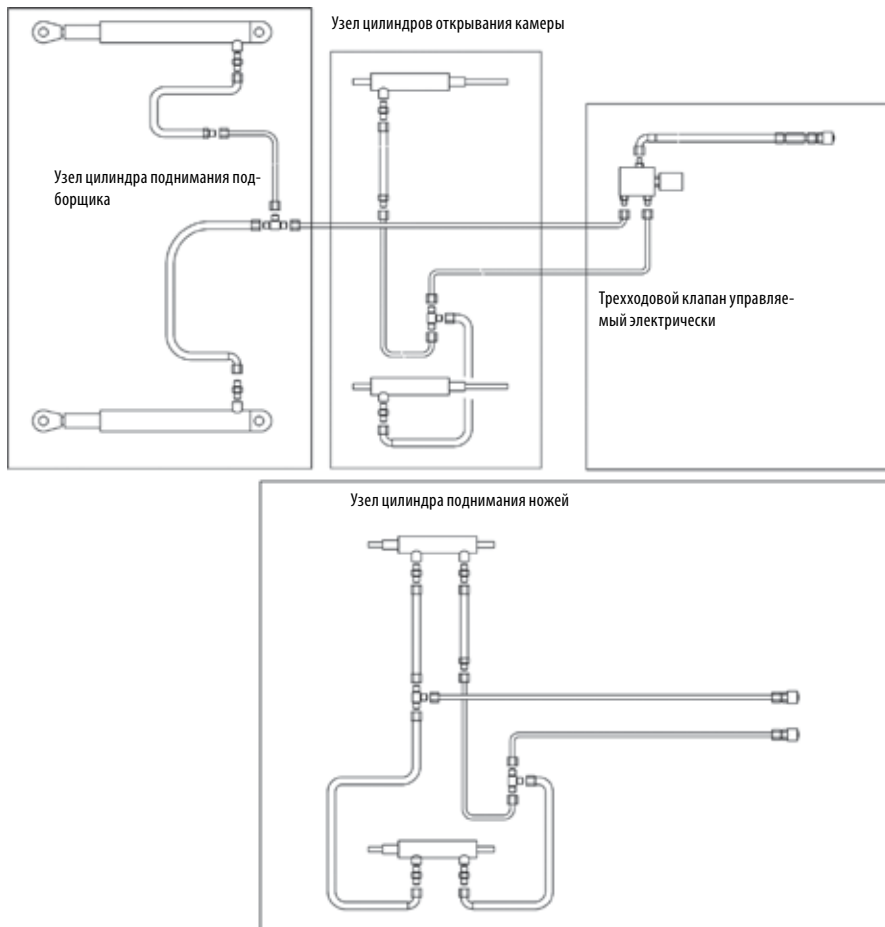 Узел цилиндров открывания камеры
Узел цилиндра поднимания под-
борщика
Трехходовой клапан управляе-
мый электрически
Узел цилиндра поднимания ножей